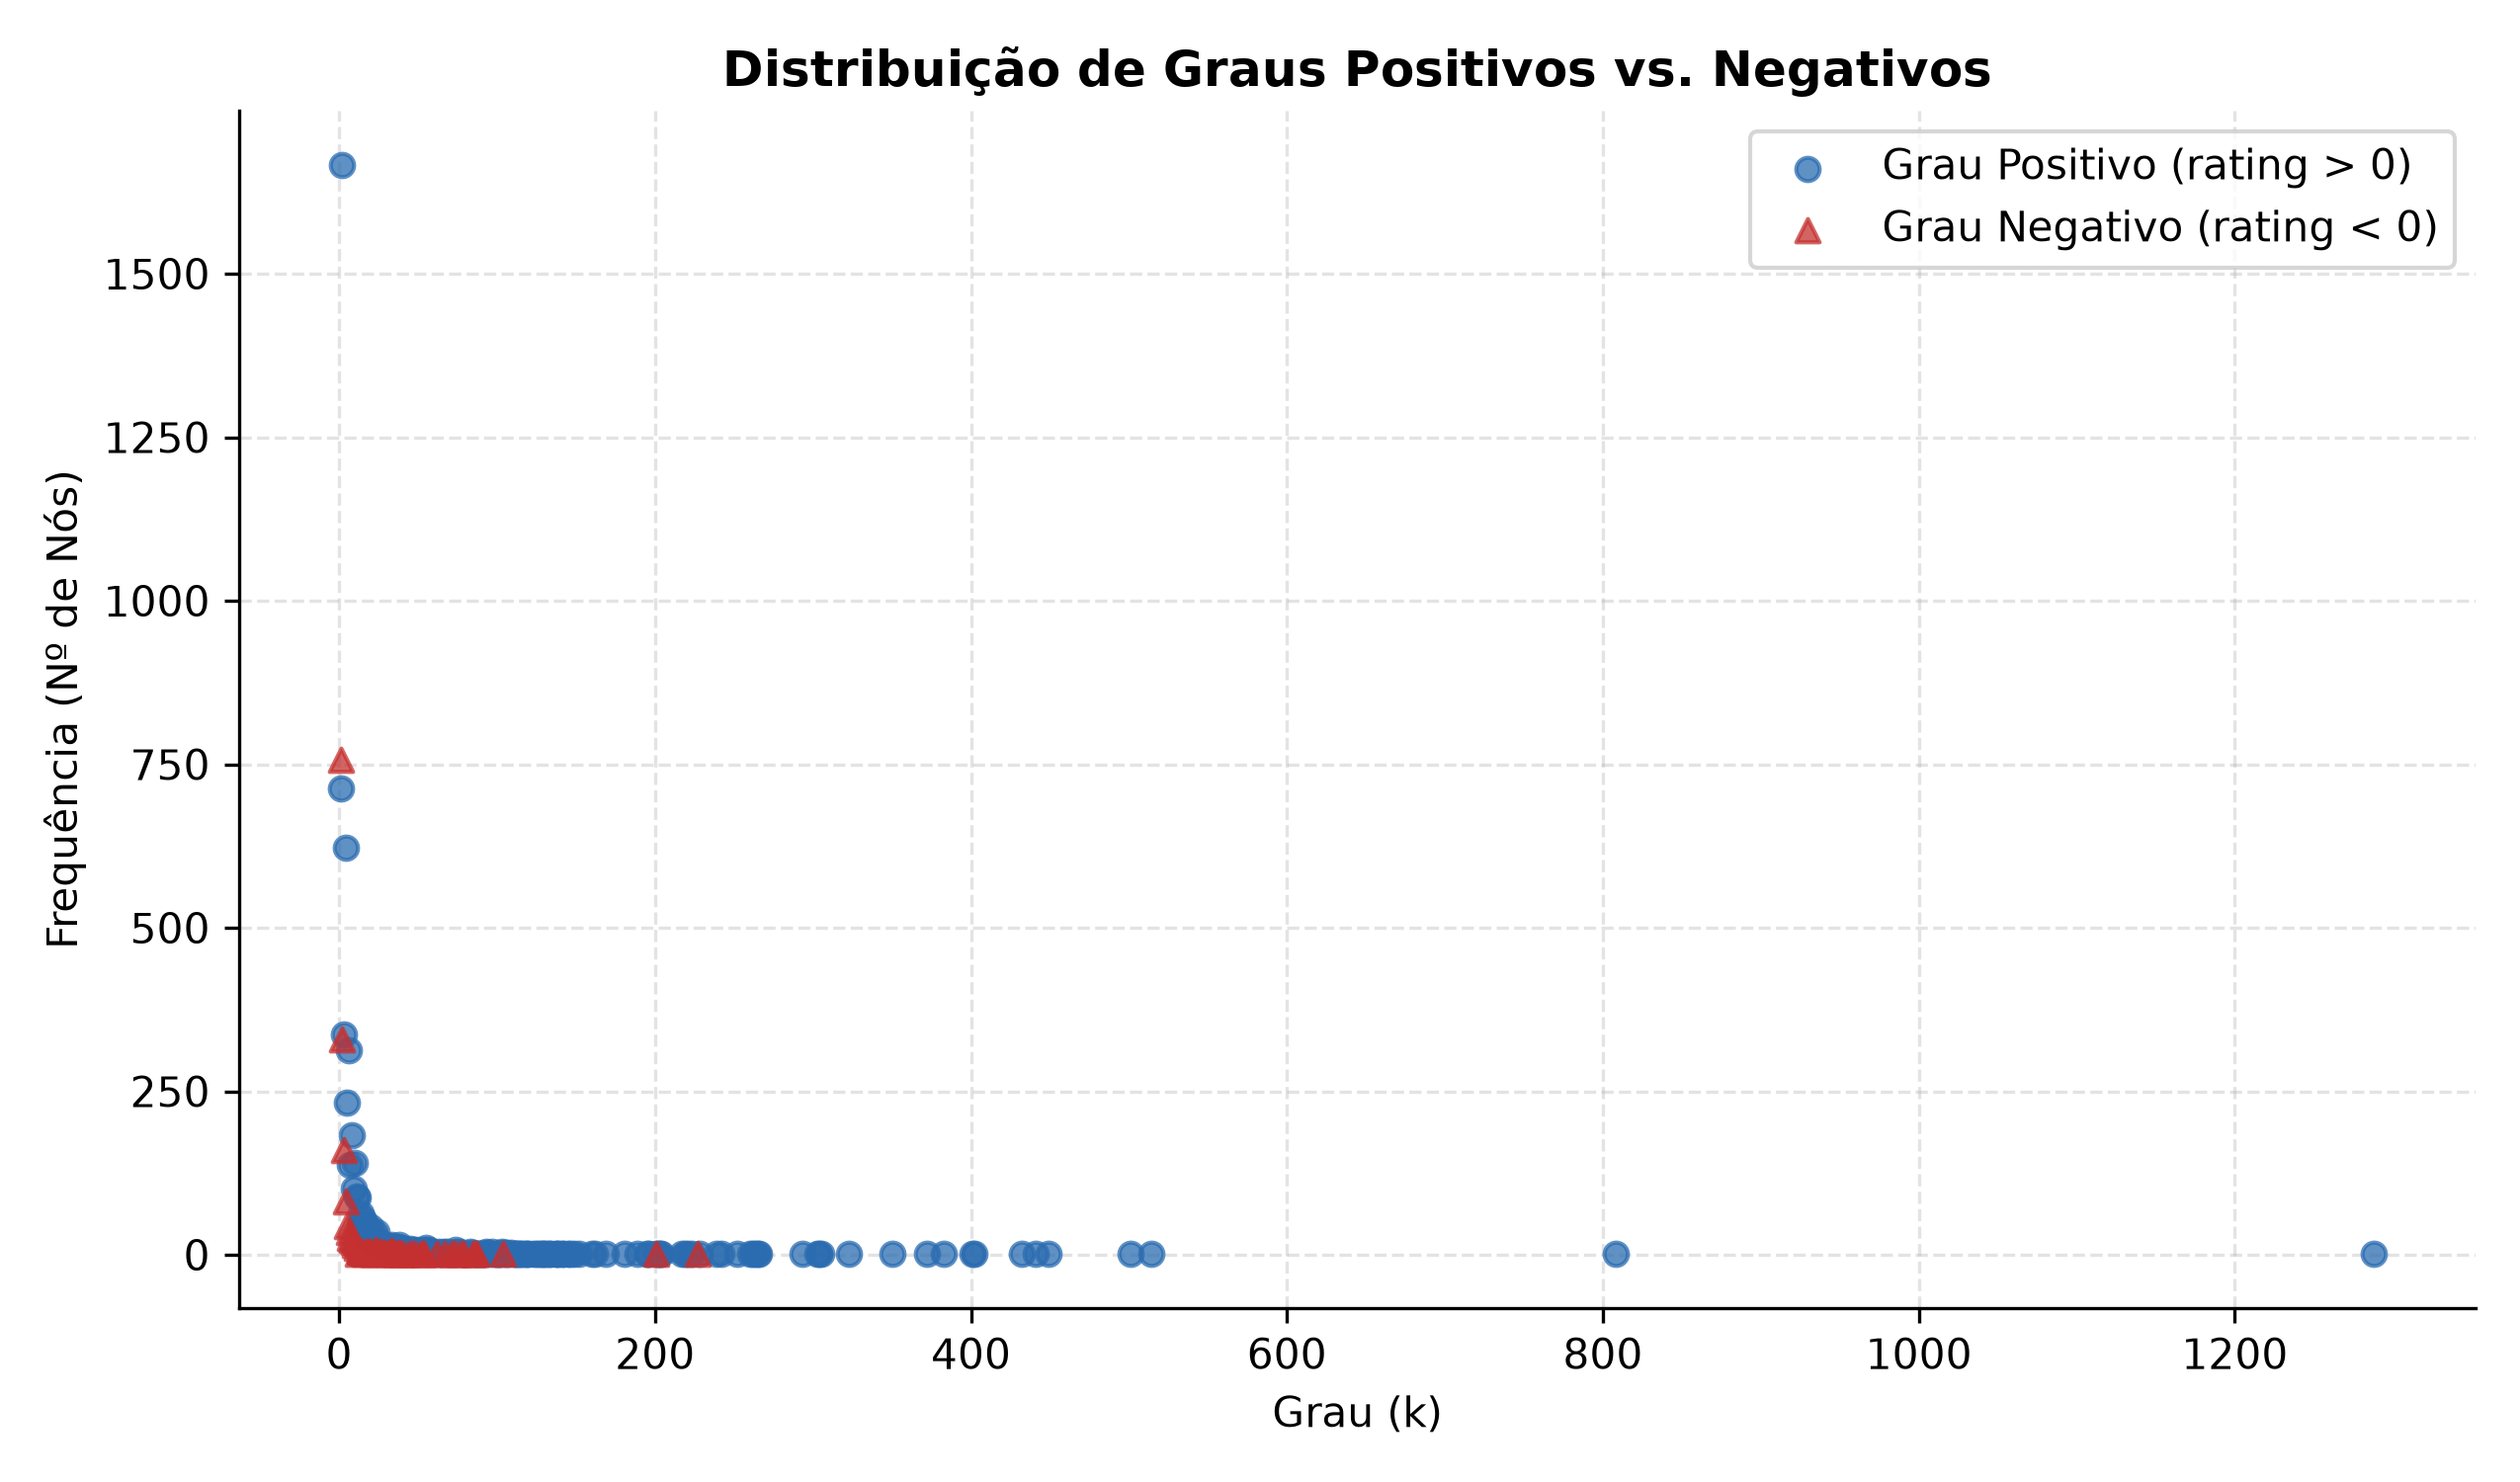 Distribuição de Graus Positivos vs. Negativos
Grau Positivo (rating > 0)
Grau Negativo (rating < 0)
Frequência (Nº de Nós)
1500
1250
1000
750
500
250
0
0
200
400
600
800
1000
1200
Grau (k)